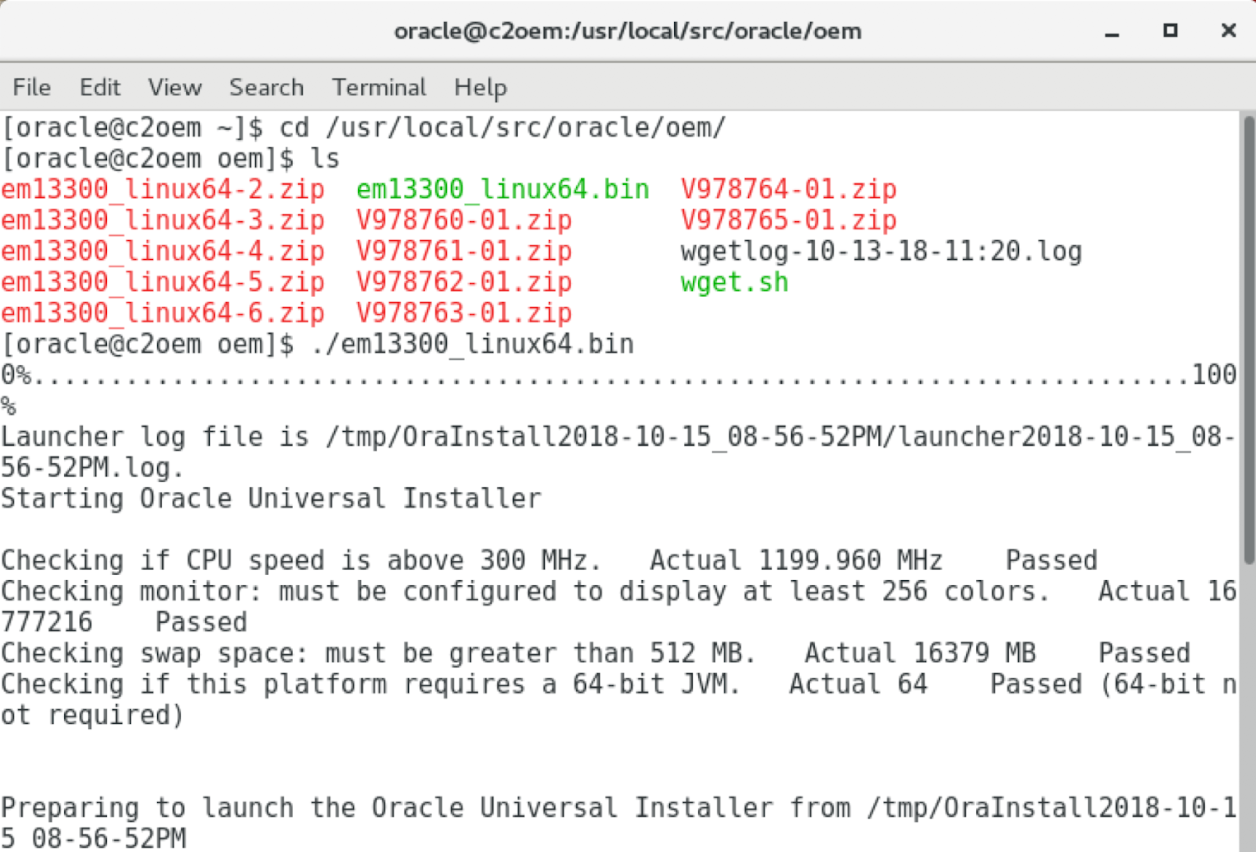 oracle@c2oem:/usr/local/src/oracle/oem
File Edit View Search Terminal Help
[oracle@c2oem ~]$ cd /usr/local/src/oracle/oem/
[oracle@c2oem oem]$ ls
em13300_linux64-2.zip  em13300_linux64.bin  V978764-01.zip
em13300_linux64-3.zip  V978760-01.zip       V978765-01.zip
em13300_linux64-4.zip  V978761-01.zip       wgetlog-10-13-18-11:20.log
em13300_linux64-5.zip  V978762-01.zip       wget.sh
em13300_linux64-6.zip  V978763-01.zip
[oracle@c2oem oem]$ ./em13300_linux64.bin
0%...........................................................................100
%
Launcher log file is /tmp/OraInstall2018-10-15_08-56-52PM/launcher2018-10-15_08-
56-52PM.log.
Starting Oracle Universal Installer
Checking if CPU speed is above 300 MHz.   Actual 1199.960 MHz    Passed
Checking monitor: must be configured to display at least 256 colors.   Actual 16
777216    Passed
Checking swap space: must be greater than 512 MB.   Actual 16379 MB    Passed
Checking if this platform requires a 64-bit JVM.   Actual 64    Passed (64-bit n
ot required)
Preparing to launch the Oracle Universal Installer from /tmp/OraInstall2018-10-1
5_08-56-52PM